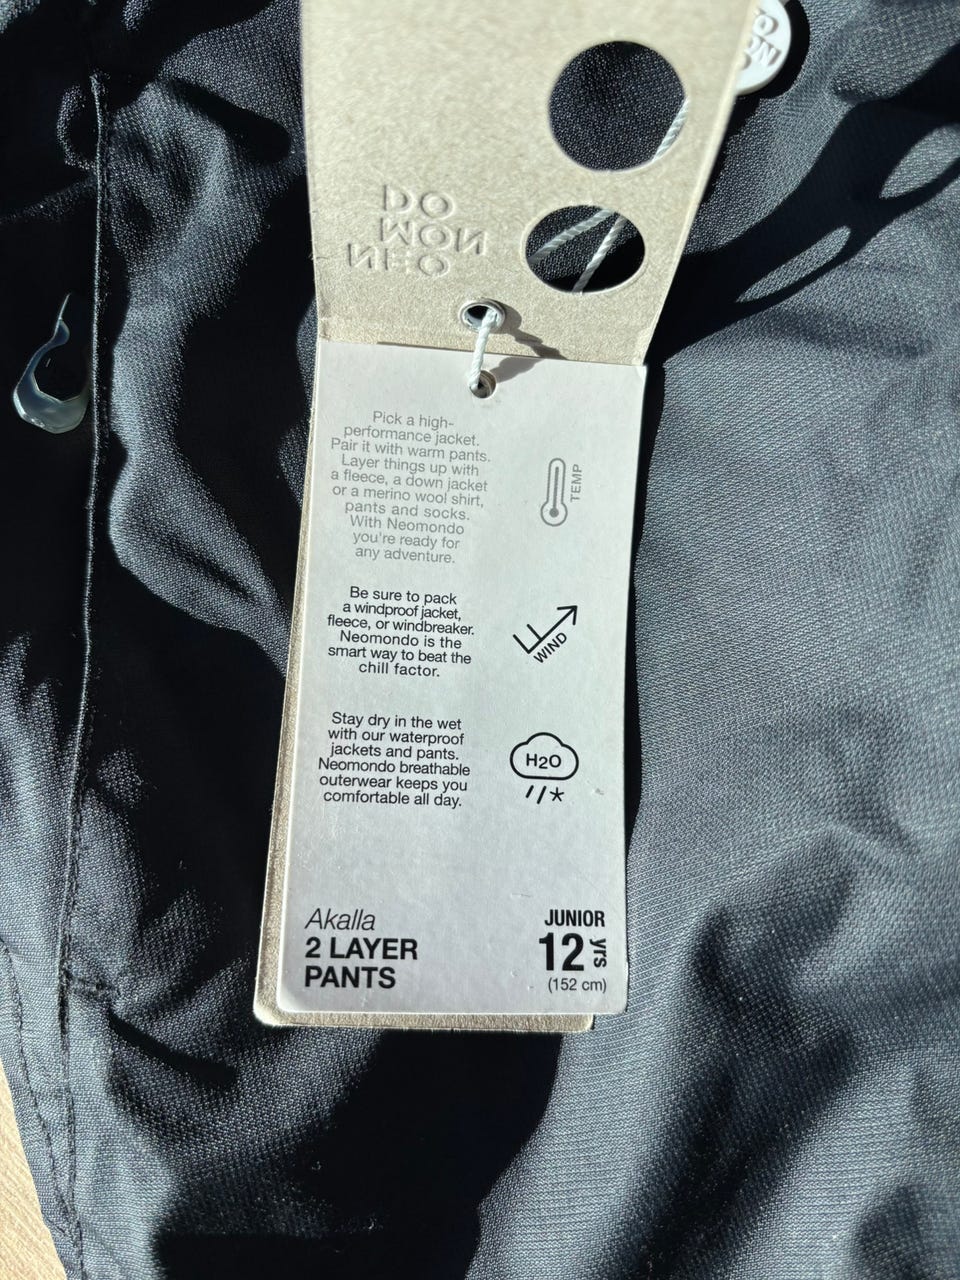 NEO
MON
DO
Pick a high-
performance jacket.
Pair it with warm pants.
Layer things up with
a fleece, a down jacket
or a merino wool shirt,
pants and socks.
With Neomondo
you're ready for
any adventure.
TEMP
Be sure to pack
a windproof jacket,
fleece, or windbreaker.
Neomondo is the
smart way to beat the
chill factor.
WIND
Stay dry in the wet
with our waterproof
jackets and pants.
Neomondo breathable
outerwear keeps you
comfortable all day.
H2O
Akalla
2 LAYER
PANTS
JUNIOR
12 yrs
(152 cm)